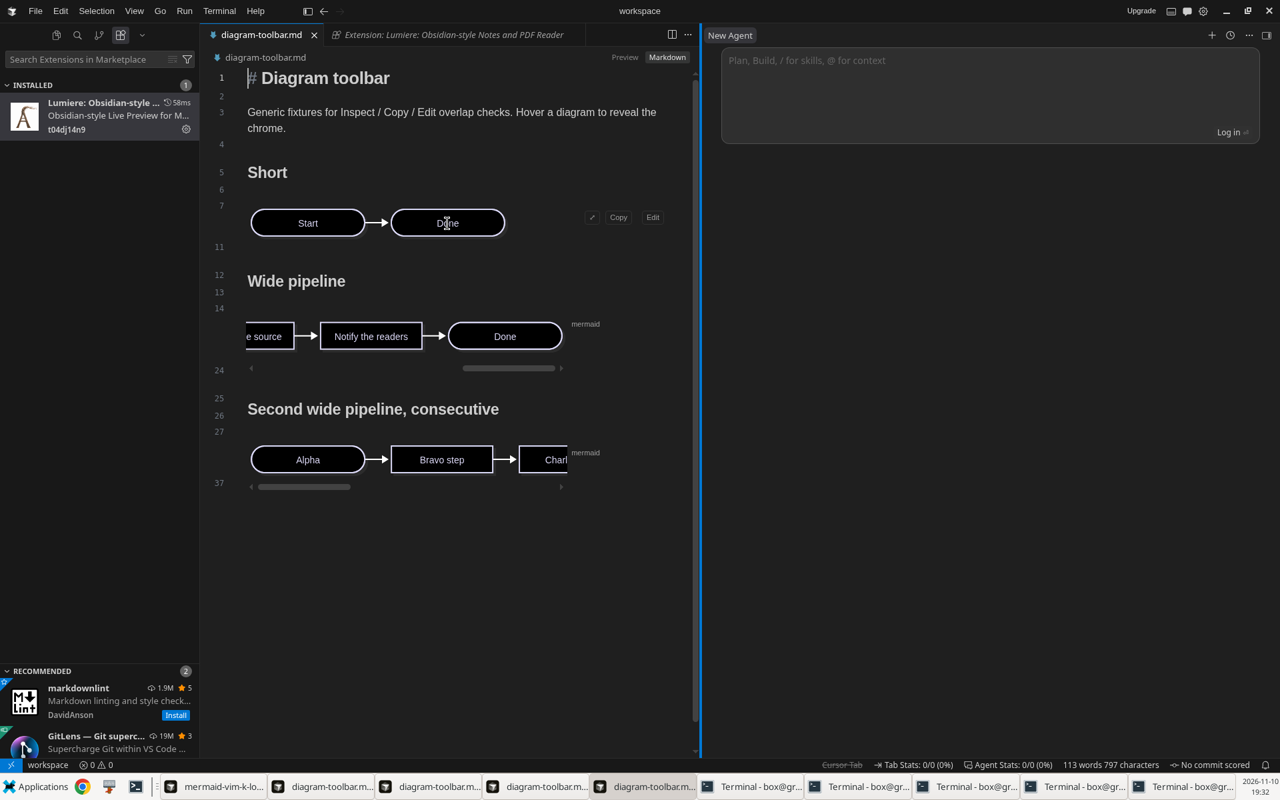 File Edit Selection View Go Run Terminal Help
workspace
Upgrade
Search Extensions in Marketplace
INSTALLED
1
Lumiere: Obsidian-style ...
58ms
Obsidian-style Live Preview for M...
t04dj14n9
RECOMMENDED
2
markdownlint
1.9M
5
Markdown linting and style check...
DavidAnson
Install
GitLens — Git superc...
19M
3
Supercharge Git within VS Code ...
diagram-toolbar.md
Extension: Lumiere: Obsidian-style Notes and PDF Reader
diagram-toolbar.md
Preview
Markdown
1
# Diagram toolbar
2
3
Generic fixtures for Inspect / Copy / Edit overlap checks. Hover a diagram to reveal the
chrome.
4
5
Short
6
7
Start
Done
Copy
Edit
11
12
Wide pipeline
13
14
e source
Notify the readers
Done
mermaid
24
25
Second wide pipeline, consecutive
26
27
Alpha
Bravo step
mermaid
37
New Agent
Plan, Build, / for skills, @ for context
Log in
workspace
0
0
Cursor Tab
Tab Stats: 0/0 (0%)
Agent Stats: 0/0 (0%)
113 words 797 characters
No commit scored
Applications
mermaid-vim-k-lo...
diagram-toolbar.m...
diagram-toolbar.m...
diagram-toolbar.m...
diagram-toolbar.m...
Terminal - box@gr...
Terminal - box@gr...
Terminal - box@gr...
Terminal - box@gr...
Terminal - box@gr...
2026-11-10
19:32